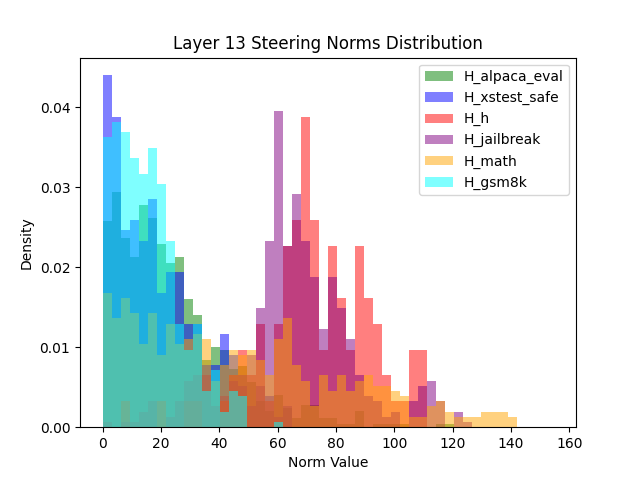 Layer 13 Steering Norms Distribution
H_alpaca_eval
H_xstest_safe
H_h
H_jailbreak
H_math
H_gsm8k
Density
0.04
0.03
0.02
0.01
0.00
0 20 40 60 80 100 120 140 160
Norm Value